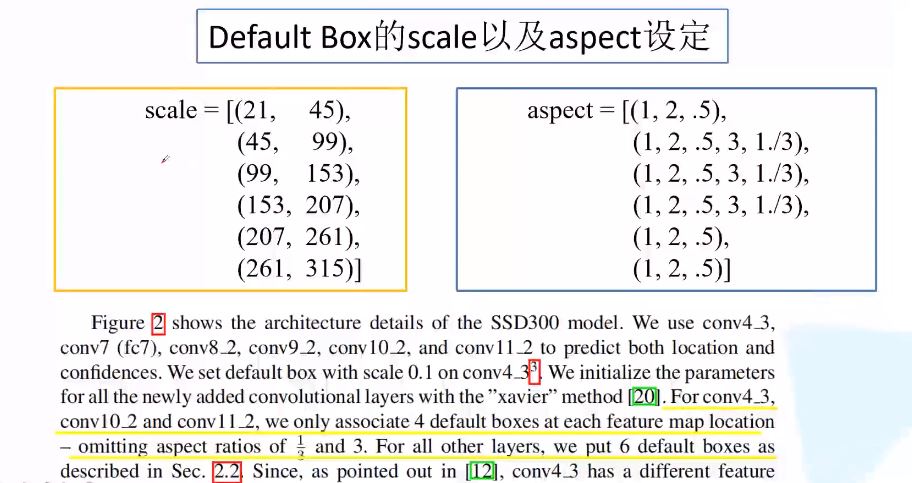 Default Box的scale以及aspect设定
scale = [(21, 45),
(45, 99),
(99, 153),
(153, 207),
(207, 261),
(261, 315)]
aspect = [(1, 2, .5),
(1, 2, .5, 3, 1./3),
(1, 2, .5, 3, 1./3),
(1, 2, .5, 3, 1./3),
(1, 2, .5),
(1, 2, .5)]
Figure 2 shows the architecture details of the SSD300 model. We use conv4_3,
conv7 (fc7), conv8_2, conv9_2, conv10_2, and conv11_2 to predict both location and
confidences. We set default box with scale 0.1 on conv4_3³. We initialize the parameters
for all the newly added convolutional layers with the ”xavier” method [20]. For conv4_3,
conv10_2 and conv11_2, we only associate 4 default boxes at each feature map location
– omitting aspect ratios of 1/3 and 3. For all other layers, we put 6 default boxes as
described in Sec. 2.2. Since, as pointed out in [12], conv4_3 has a different feature